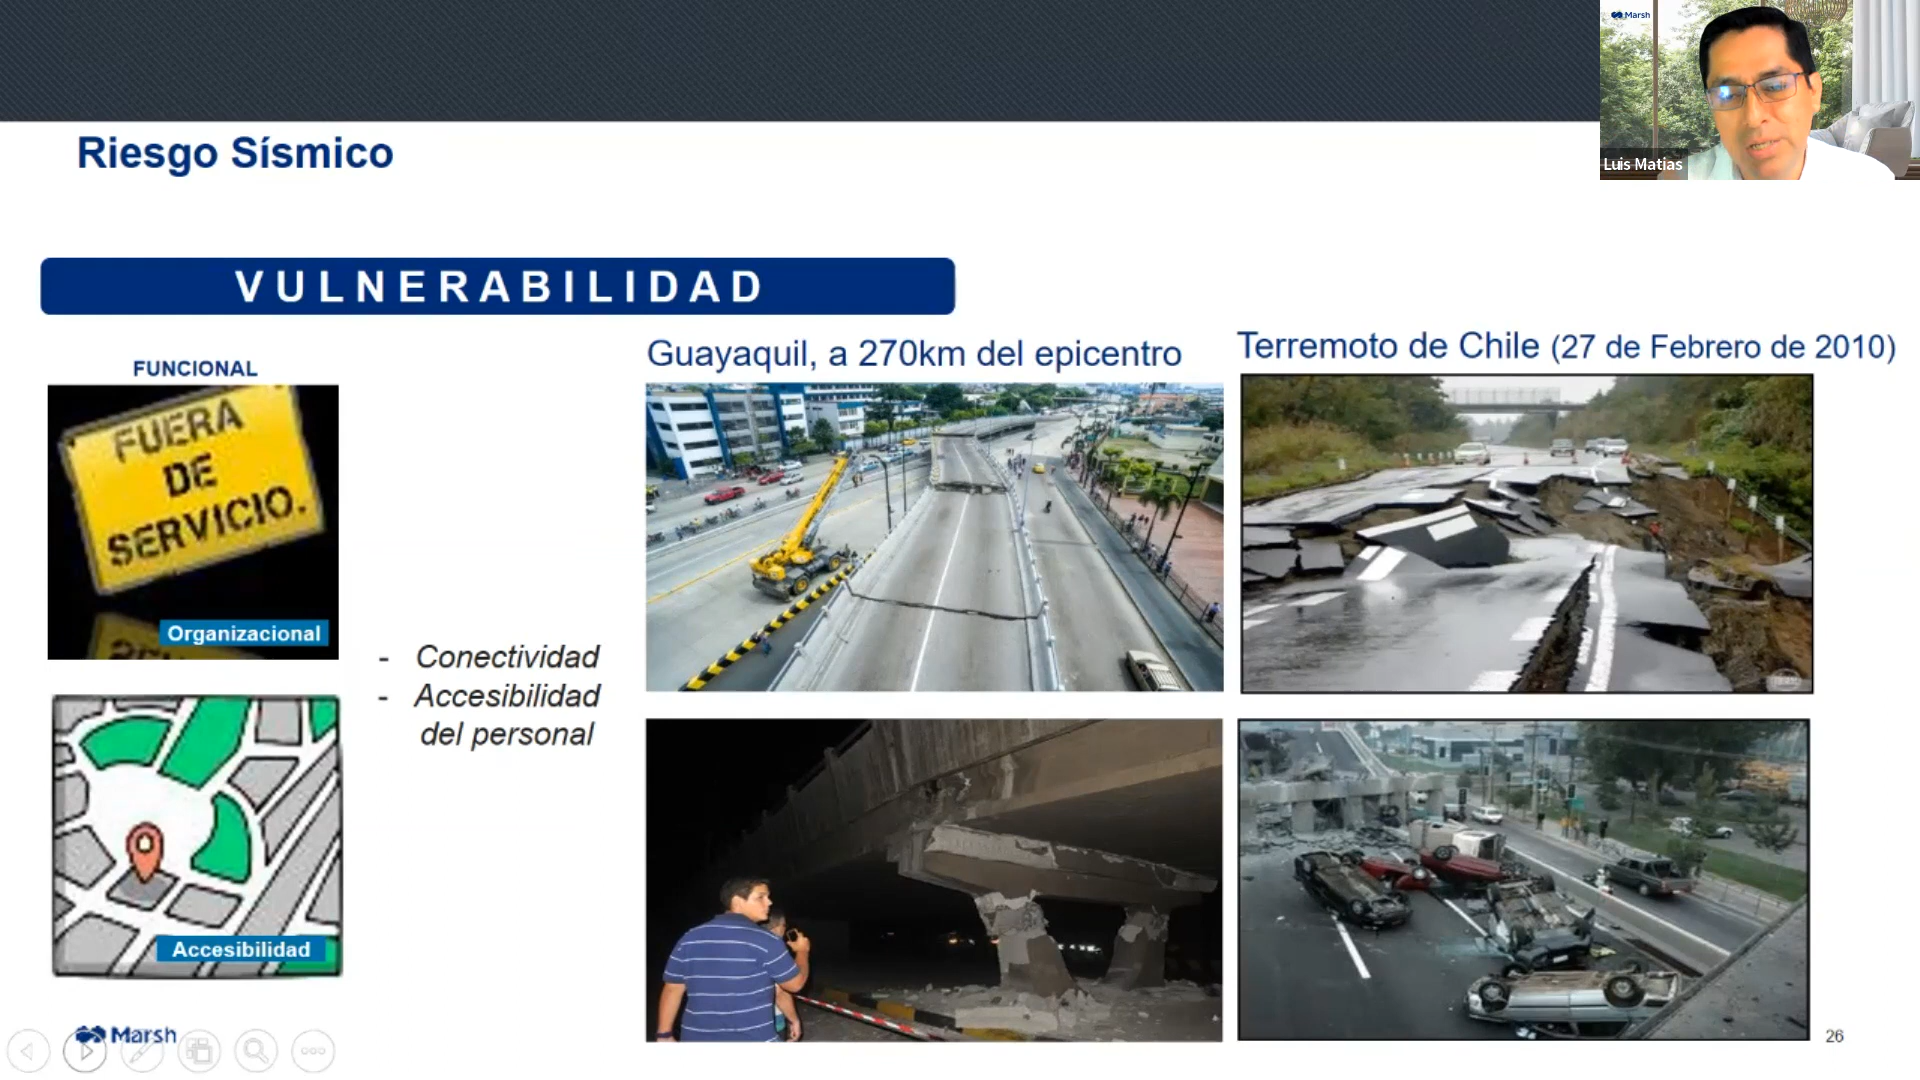 Marsh
Luis Matias
Riesgo Sísmico
VULNERABILIDAD
FUNCIONAL
FUERA
DE
SERVICIO.
Organizacional
Accesibilidad
- Conectividad
- Accesibilidad
del personal
Guayaquil, a 270km del epicentro
Terremoto de Chile (27 de Febrero de 2010)
Marsh
26